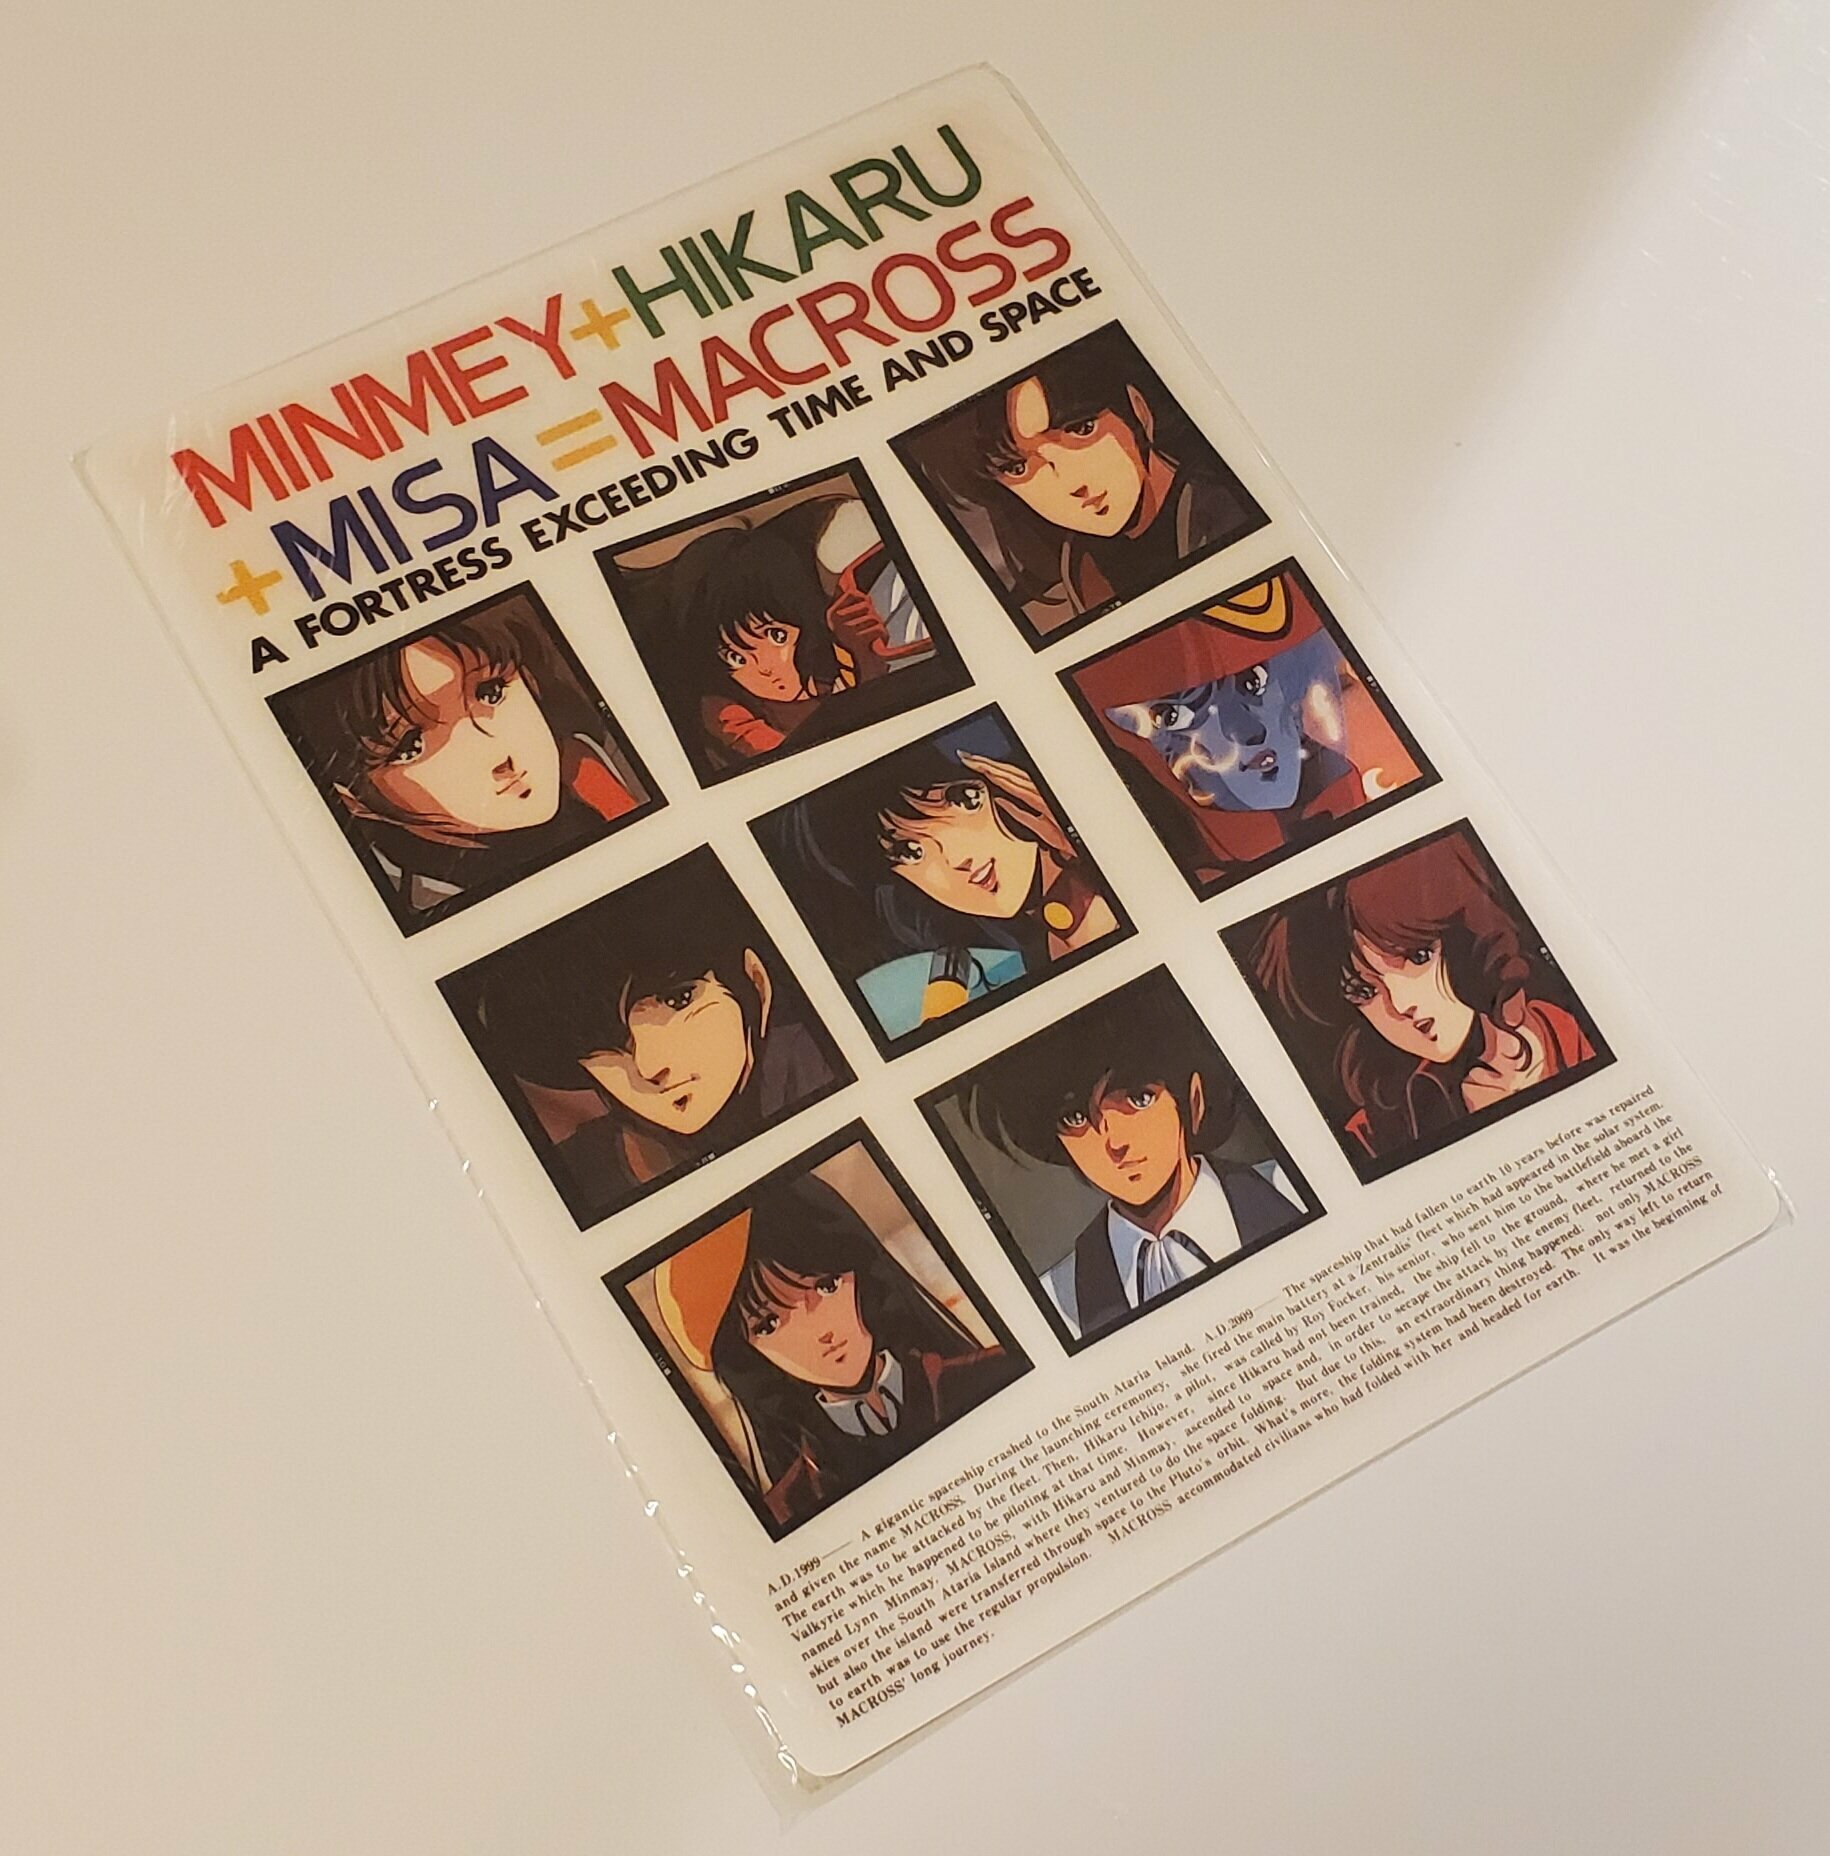 MINMEY+HIKARU
+MISA=MACROSS
A FORTRESS EXCEEDING TIME AND SPACE
A.D.1999— A gigantic spaceship crashed to the South Ataria Island. A.D.2009— The spaceship that had fallen to earth 10 years before was repaired
and given the name MACROSS. During the launching ceremoney, she fired the main battery at a Zentradis' fleet which had appeared in the solar system.
The earth was to be attacked by the fleet. Then, Hikaru Ichijo, a pilot, was called by Roy Focker, his senior, who sent him to the battlefield aboard the
Valkyrie which he happened to be piloting at that time. However, since Hikaru had not been trained, the ship fell to the ground, where he met a girl
named Lynn Minmay. MACROSS, with Hikaru and Minmay, ascended to space and, in order to secape the attack by the enemy fleet, returned to the
skies over the South Ataria Island where they ventured to do the space folding. But due to this, an extraordinary thing happened; not only MACROSS
but also the island were transferred through space to the Pluto's orbit. What's more, the folding system had been destroyed. The only way left to return
to earth was to use the regular propulsion. MACROSS accommodated civilians who had folded with her and headed for earth. It was the beginning of
MACROSS' long journey.